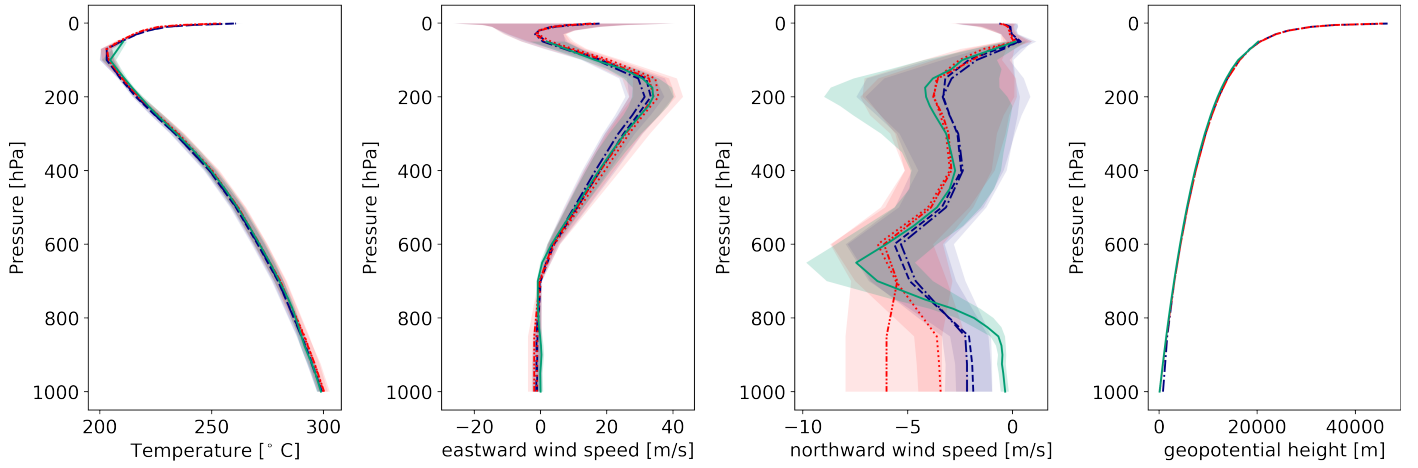 0
200
400
600
800
1000
Pressure [hPa]
200 250 300
Temperature [° C]
0
200
400
600
800
1000
Pressure [hPa]
−20 0 20 40
eastward wind speed [m/s]
0
200
400
600
800
1000
Pressure [hPa]
−10 −5 0
northward wind speed [m/s]
0
200
400
600
800
1000
Pressure [hPa]
0 20000 40000
geopotential height [m]